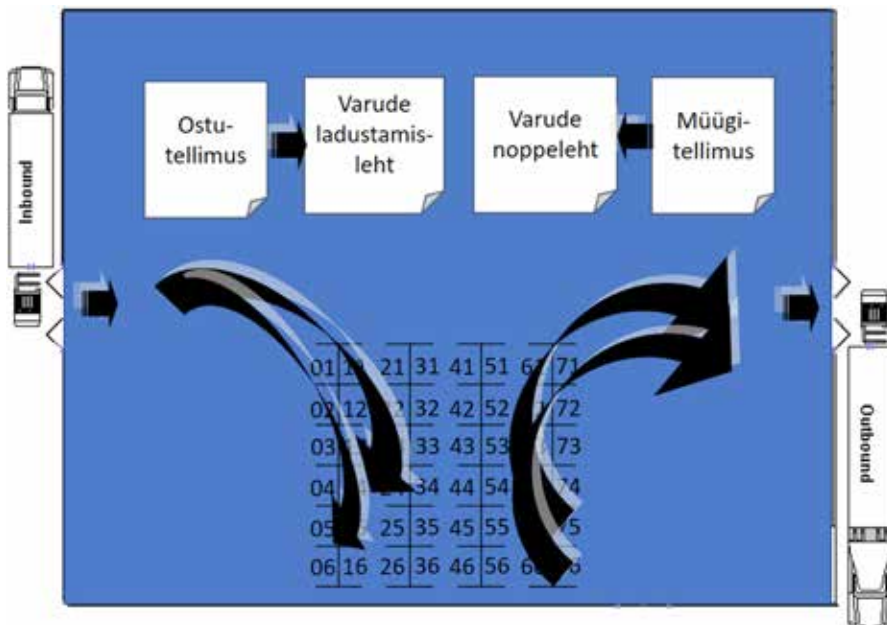 Ostu-
tellimus
Varude
ladustamis-
leht
Varude
noppeleht
Müügi
tellimus
Inbound
Outbound
01 21 31 41 51 71
02 12 32 42 52 72
03 33 43 53 73
04 34 44 54 74
05 25 35 45 55
06 16 26 36 46 56